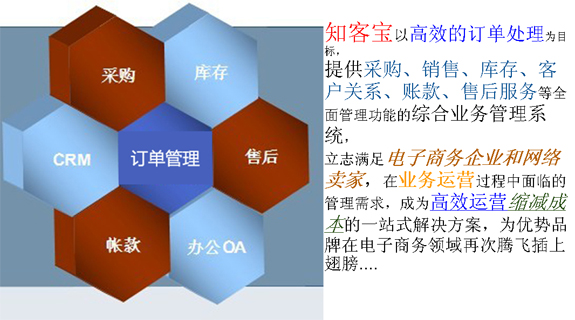 采购
库存
CRM
订单管理
售后
帐款
办公OA
知客宝以高效的订单处理为目
标，
提供采购、销售、库存、客
户关系、账款、售后服务等全
面管理功能的综合业务管理系
统，
立志满足电子商务企业和网络
卖家，在业务运营过程中面临的
管理需求，成为高效运营缩减成
本的一站式解决方案，为优势品
牌在电子商务领域再次腾飞插上
翅膀....